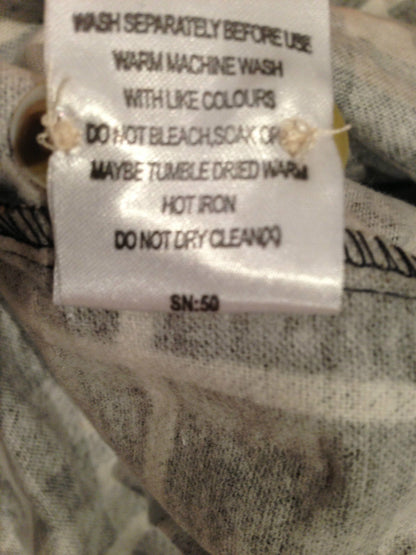 WASH SEPARATELY BEFORE USE
WARM MACHINE WASH
WITH LIKE COLOURS
DO NOT BLEACH,SOAK OR
MAYBE TUMBLE DRIED WARM
HOT IRON
DO NOT DRY CLEAN(X)
SN:50